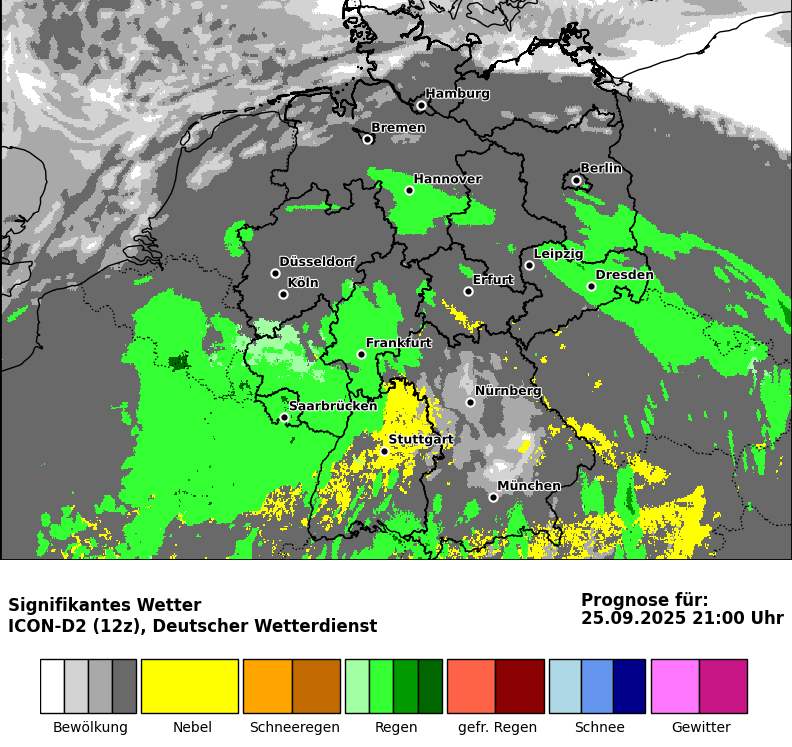 Hamburg
Bremen
Berlin
Hannover
Leipzig
Düsseldorf
Dresden
Köln
Erfurt
Frankfurt
Nürnberg
Saarbrücken
Stuttgart
München
Signifikantes Wetter
ICON-D2 (12z), Deutscher Wetterdienst
Prognose für:
25.09.2025 21:00 Uhr
Bewölkung
Nebel
Schneeregen
Regen
gefr. Regen
Schnee
Gewitter